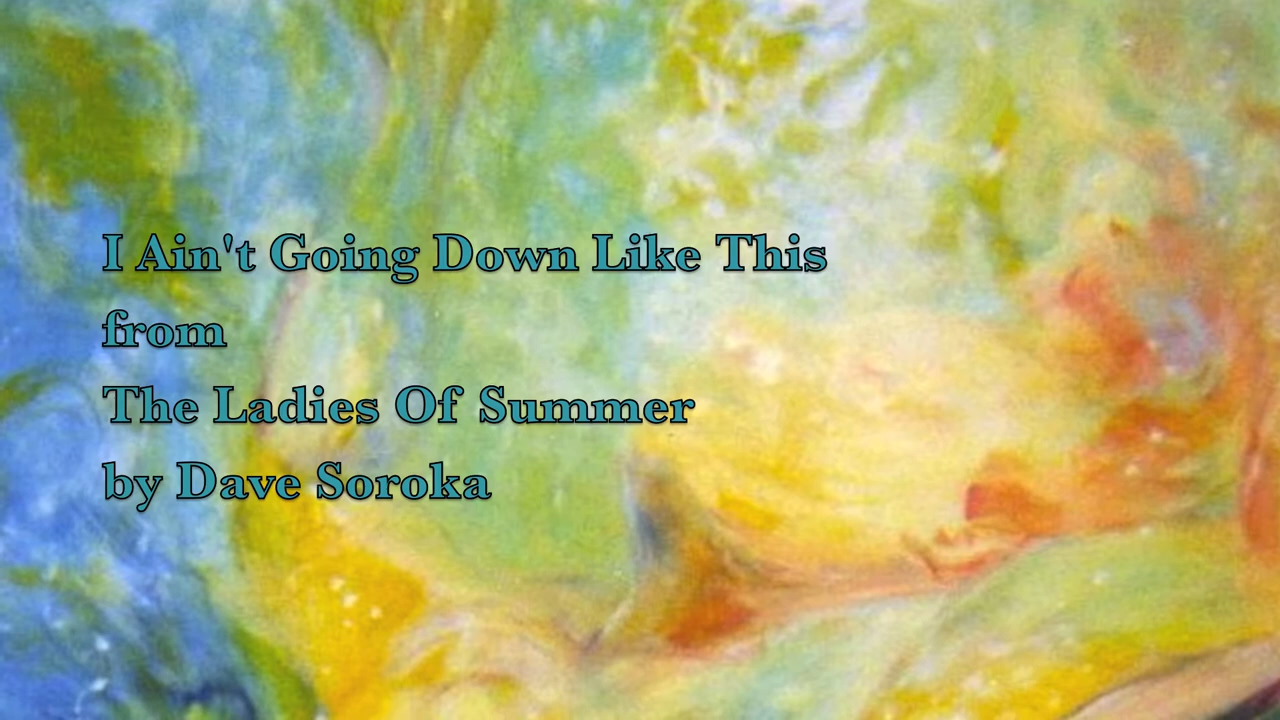 I Ain't Going Down Like This
from
The Ladies Of Summer
by Dave Soroka